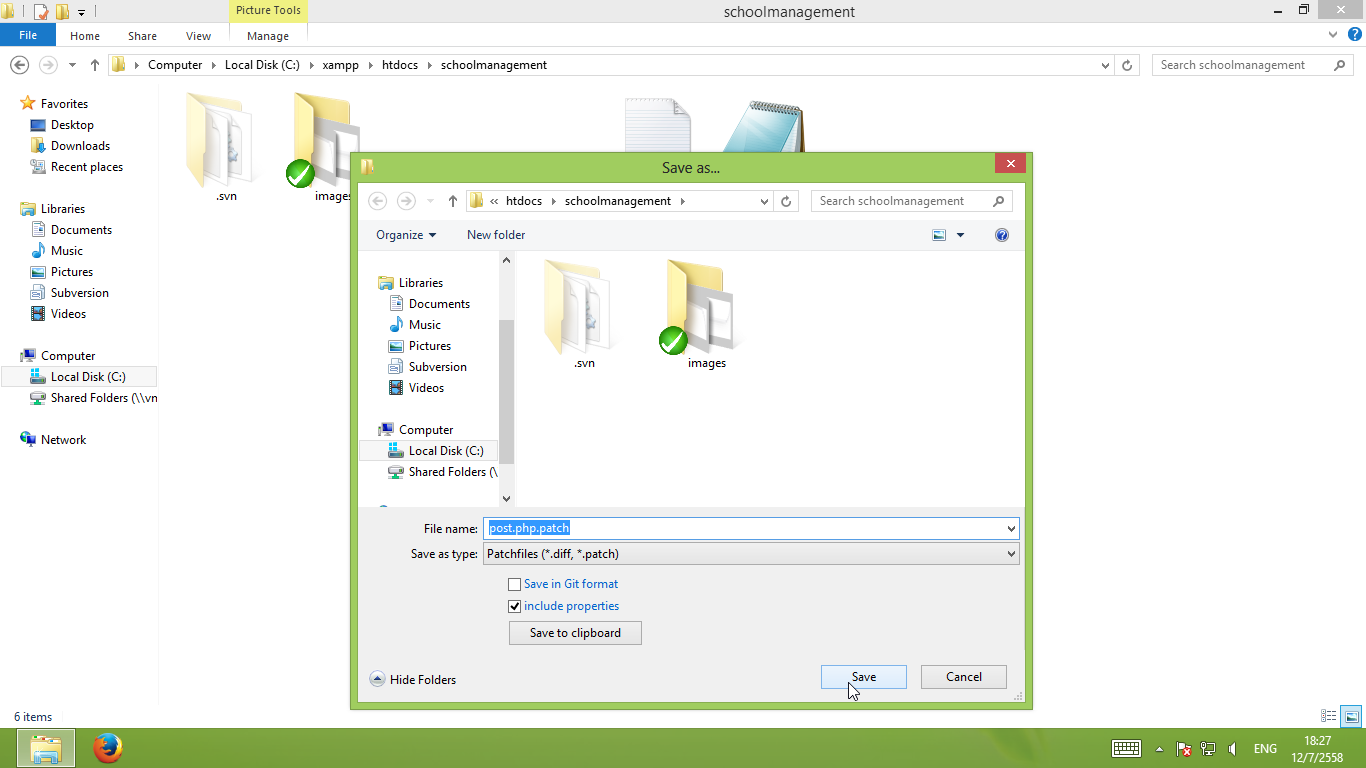 Picture Tools
schoolmanagement
File
Home
Share
View
Manage
Computer
Local Disk (C:)
xampp
htdocs
schoolmanagement
Search schoolmanagement
Favorites
Desktop
Downloads
Recent places
Libraries
Documents
Music
Pictures
Subversion
Videos
Computer
Local Disk (C:)
Shared Folders (\\vn
Network
.svn
images
Save as...
« htdocs
schoolmanagement
Search schoolmanagement
Organize
New folder
Libraries
Documents
Music
Pictures
Subversion
Videos
Computer
Local Disk (C:)
Shared Folders (\
.svn
images
File name: post.php.patch
Save as type: Patchfiles (*.diff, *.patch)
Save in Git format
include properties
Save to clipboard
Hide Folders
Save
Cancel
6 items
ENG
18:27
12/7/2558